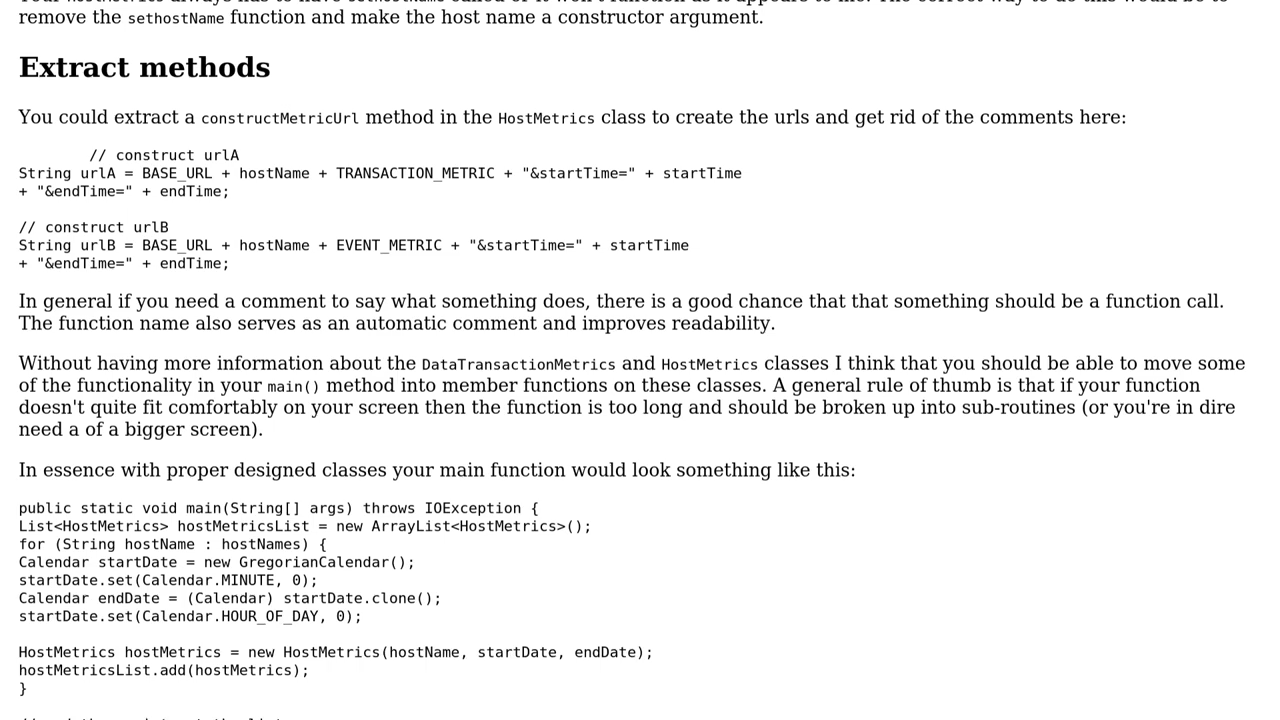 remove the sethostName function and make the host name a constructor argument.
Extract methods
You could extract a constructMetricUrl method in the HostMetrics class to create the urls and get rid of the comments here:
// construct urlA
String urlA = BASE_URL + hostName + TRANSACTION_METRIC + "&startTime=" + startTime
+ "&endTime=" + endTime;
// construct urlB
String urlB = BASE_URL + hostName + EVENT_METRIC + "&startTime=" + startTime
+ "&endTime=" + endTime;
In general if you need a comment to say what something does, there is a good chance that that something should be a function call.
The function name also serves as an automatic comment and improves readability.
Without having more information about the DataTransactionMetrics and HostMetrics classes I think that you should be able to move some
of the functionality in your main() method into member functions on these classes. A general rule of thumb is that if your function
doesn't quite fit comfortably on your screen then the function is too long and should be broken up into sub-routines (or you're in dire
need a of a bigger screen).
In essence with proper designed classes your main function would look something like this:
public static void main(String[] args) throws IOException {
List<HostMetrics> hostMetricsList = new ArrayList<HostMetrics>();
for (String hostName : hostNames) {
Calendar startDate = new GregorianCalendar();
startDate.set(Calendar.MINUTE, 0);
Calendar endDate = (Calendar) startDate.clone();
startDate.set(Calendar.HOUR_OF_DAY, 0);
HostMetrics hostMetrics = new HostMetrics(hostName, startDate, endDate);
hostMetricsList.add(hostMetrics);
}